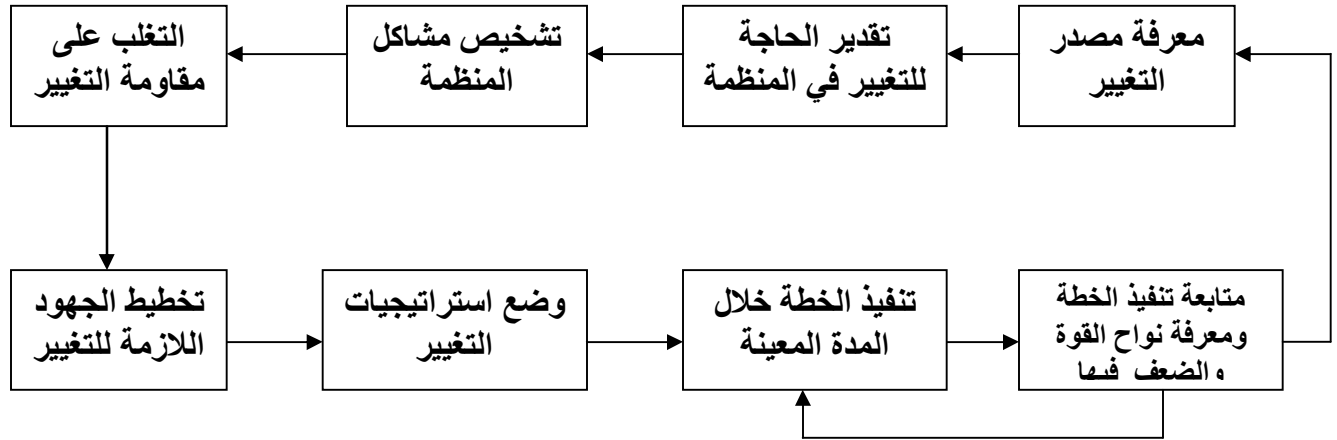 معرفة مصدر
التغيير
تقدير الحاجة
للتغيير في المنظمة
تشخيص مشاكل
المنظمة
التغلب على
مقاومة التغيير
تخطيط الجهود
اللازمة للتغيير
وضع استراتيجيات
التغيير
تنفيذ الخطة خلال
المدة المعينة
متابعة تنفيذ الخطة
ومعرفة نواح القوة
والضعف فيها